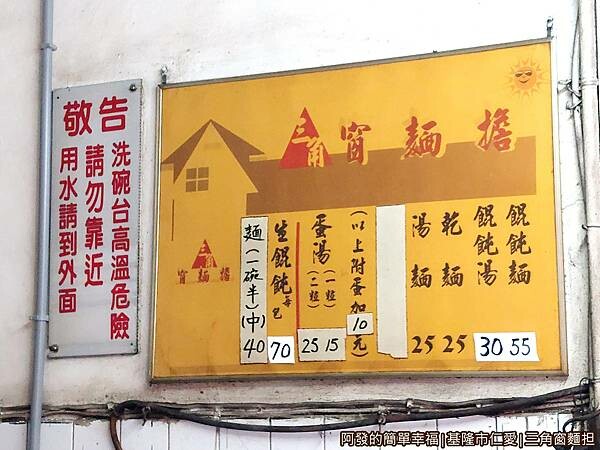 敬告
洗碗台高溫危險
請勿靠近
用水請到外面
三角窗麵擔
餛飩麵 55
餛飩湯 30
乾麵 25
湯麵 25
(以上附蛋加10元)
蛋湯 (一粒) 15
(二粒) 25
生餛飩每包 70
麵(一碗半)(中) 40
三角
窗麵擔
阿發的簡單幸福|基隆市仁愛|三角窗麵担